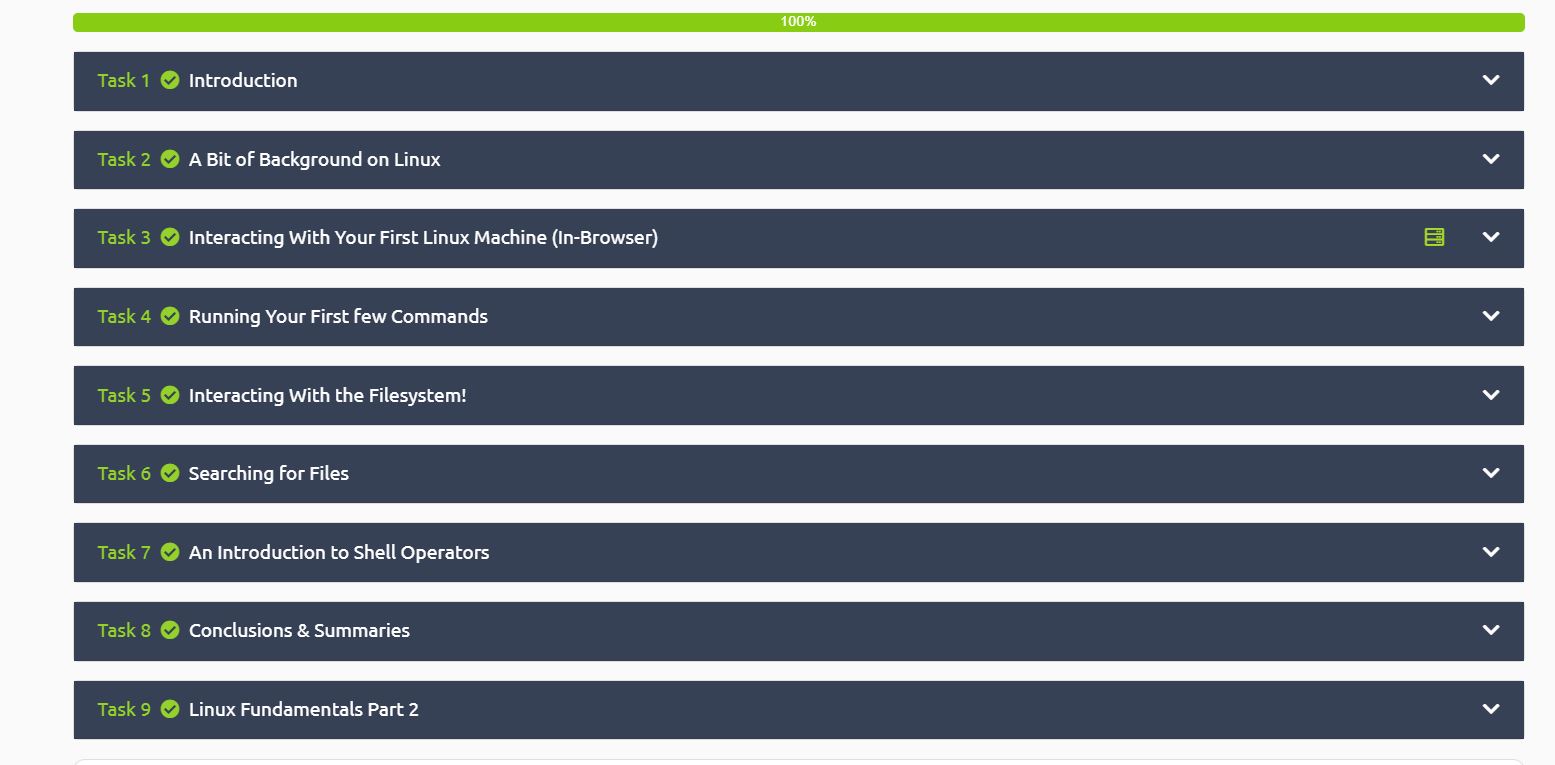 100%
Task 1 Introduction
Task 2 A Bit of Background on Linux
Task 3 Interacting With Your First Linux Machine (In-Browser)
Task 4 Running Your First few Commands
Task 5 Interacting With the Filesystem!
Task 6 Searching for Files
Task 7 An Introduction to Shell Operators
Task 8 Conclusions & Summaries
Task 9 Linux Fundamentals Part 2